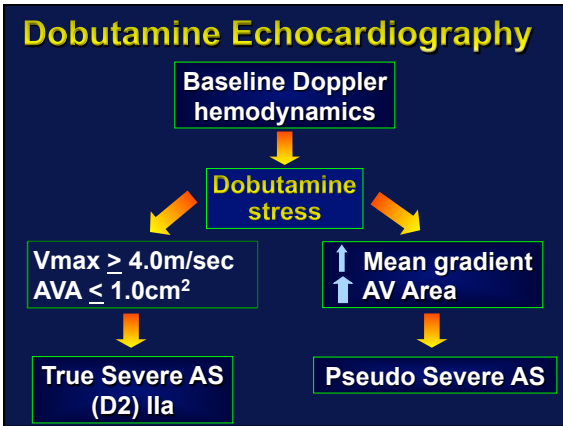 Dobutamine Echocardiography
Baseline Doppler
hemodynamics
Dobutamine
stress
Vmax ≥ 4.0m/sec
AVA ≤ 1.0cm²
↑ Mean gradient
↑ AV Area
True Severe AS
(D2) IIa
Pseudo Severe AS